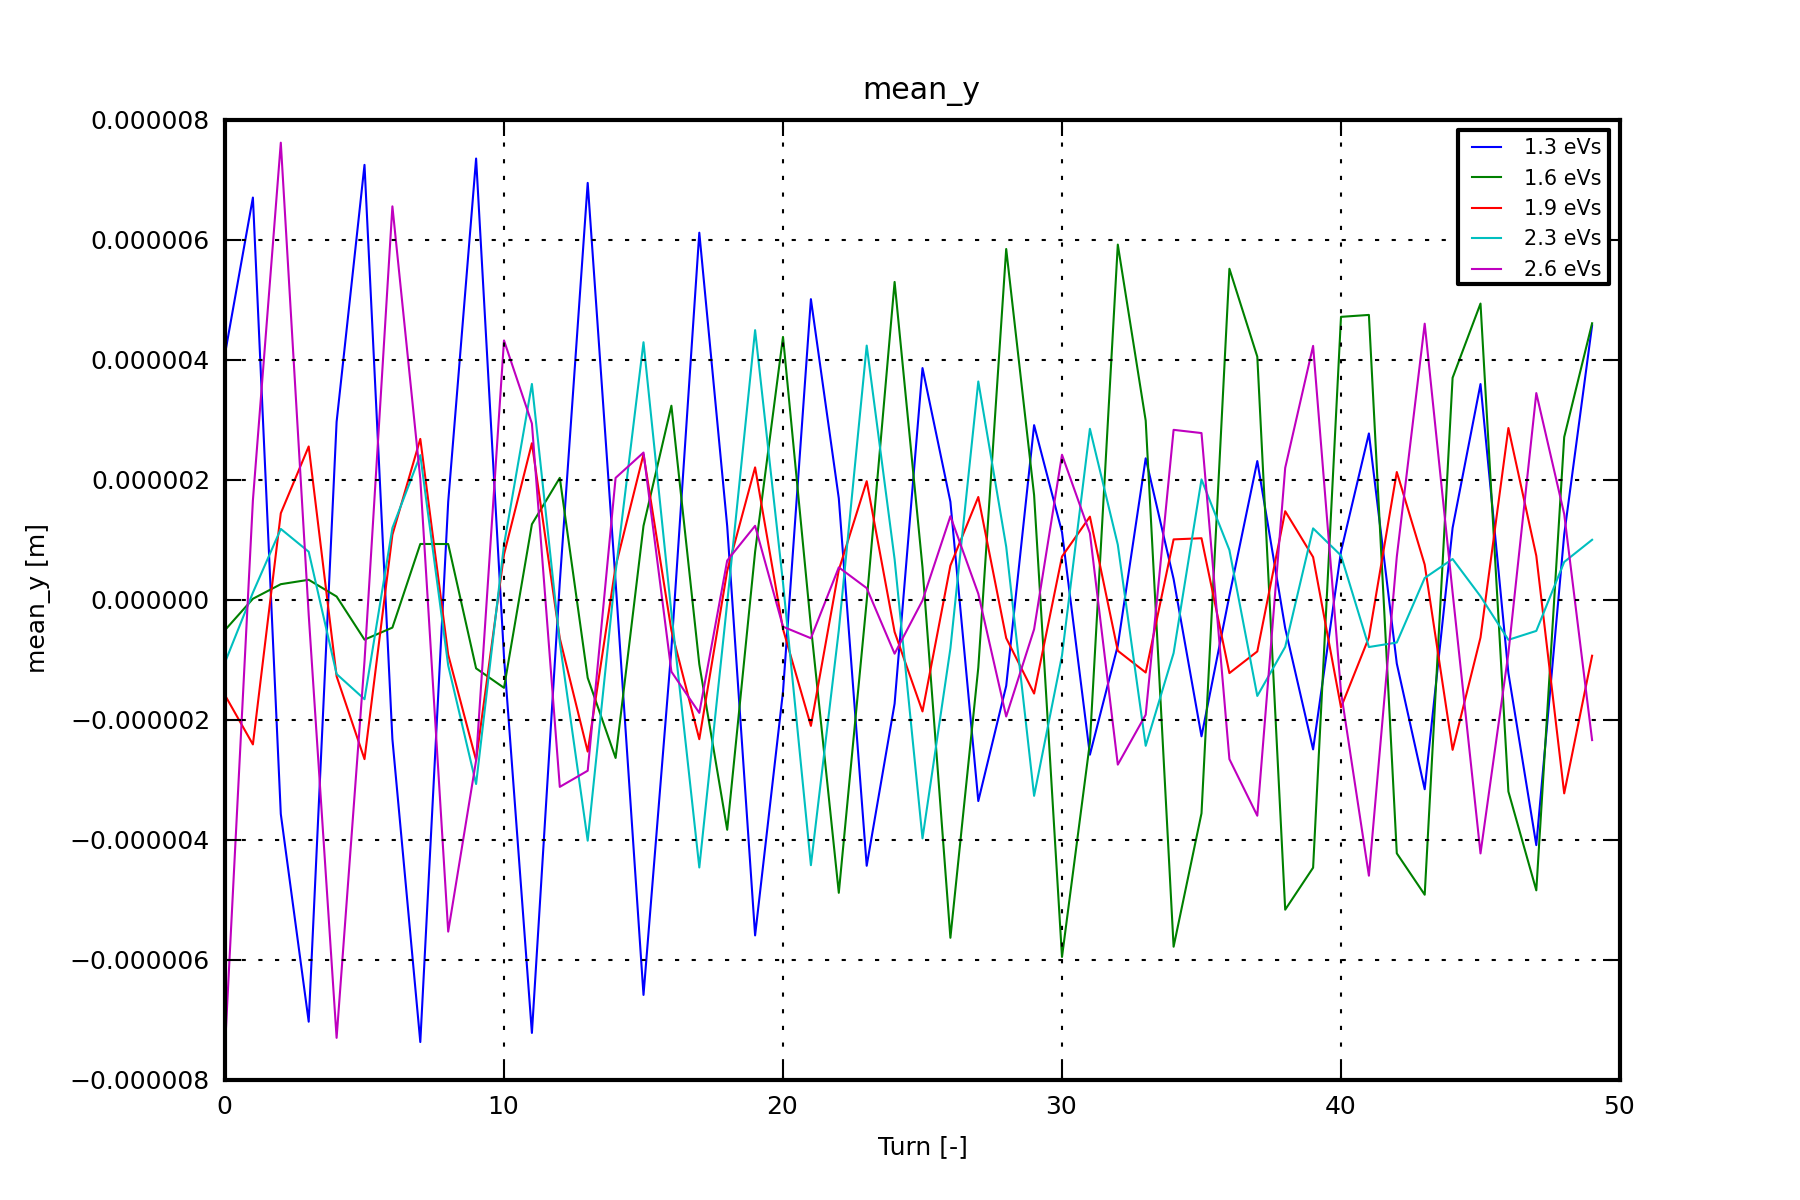 mean_y
0.000008
0.000006
0.000004
0.000002
0.000000
−0.000002
−0.000004
−0.000006
−0.000008
mean_y [m]
1.3 eVs
1.6 eVs
1.9 eVs
2.3 eVs
2.6 eVs
0 10 20 30 40 50
Turn [-]